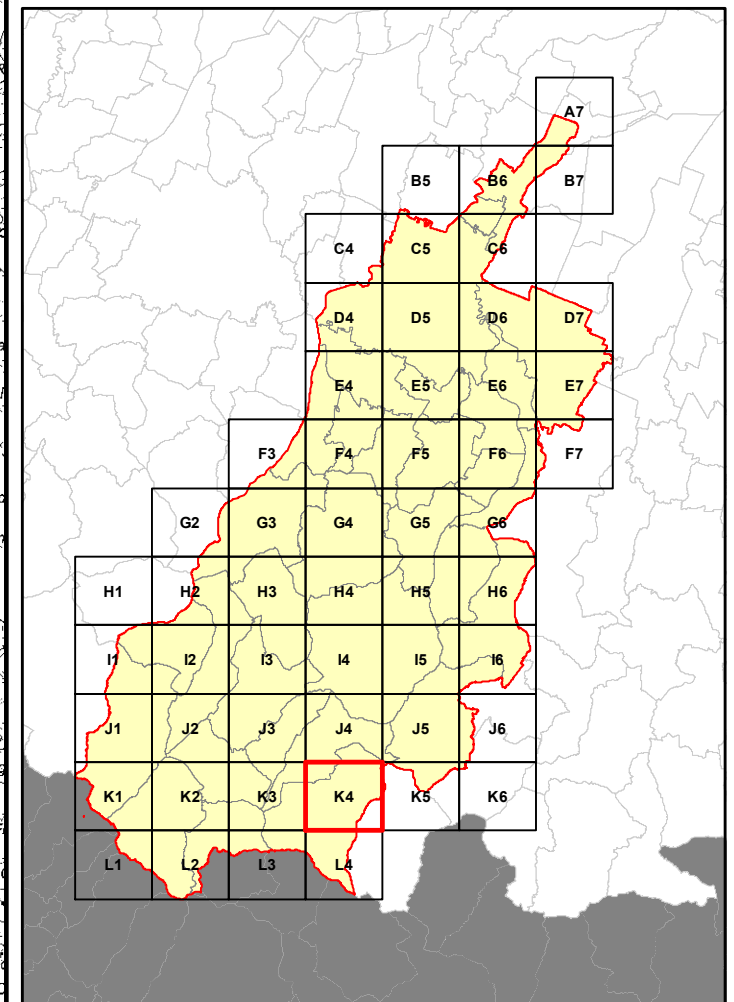 A7
B5 B6 B7
C4 C5 C6
D4 D5 D6 D7
E4 E5 E6 E7
F3 F4 F5 F6 F7
G2 G3 G4 G5 G6
H1 H2 H3 H4 H5 H6
I1 I2 I3 I4 I5 I6
J1 J2 J3 J4 J5 J6
K1 K2 K3 K4 K5 K6
L1 L2 L3 L4